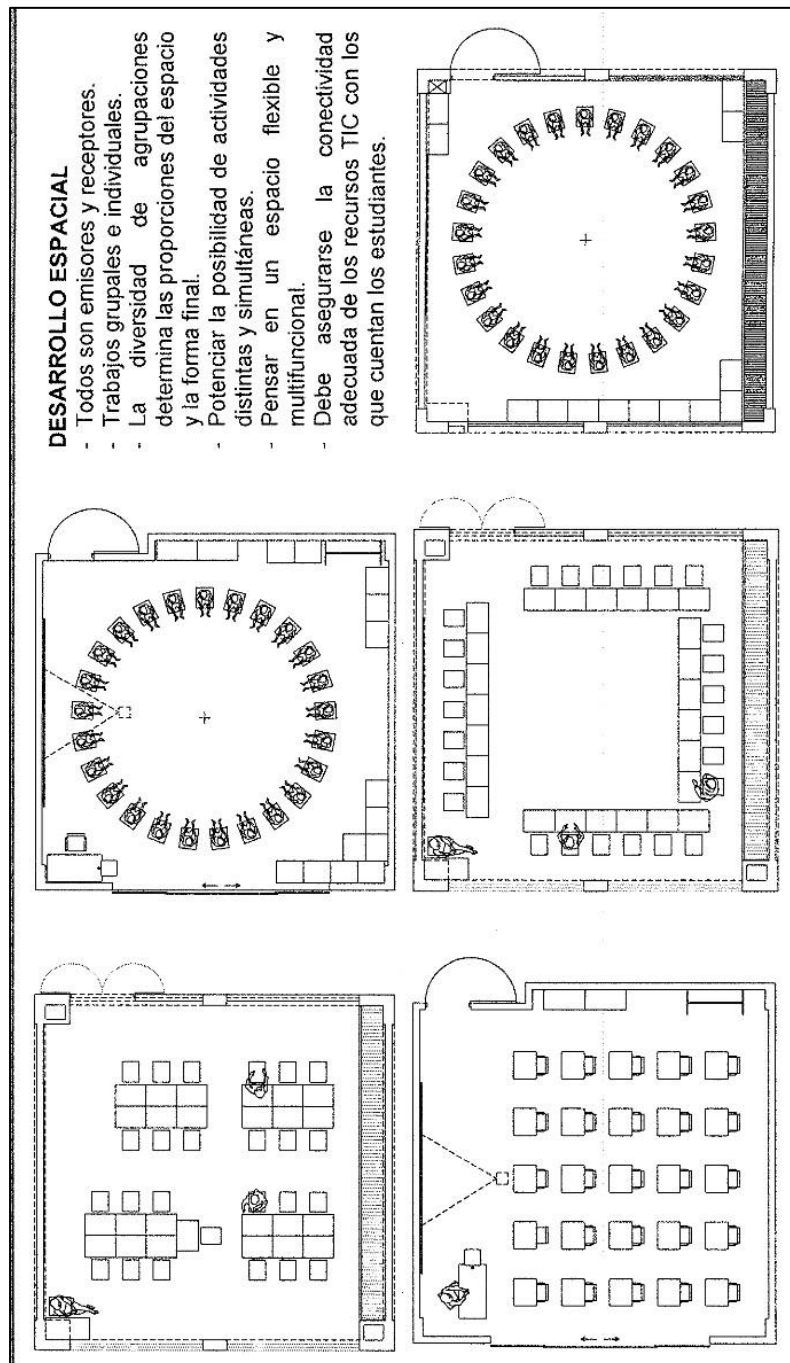 DESARROLLO ESPACIAL
- Todos son emisores y receptores.
- Trabajos grupales e individuales.
- La diversidad de agrupaciones
determina las proporciones del espacio
y la forma final.
- Potenciar la posibilidad de actividades
distintas y simultáneas.
- Pensar en un espacio flexible y
multifuncional.
- Debe asegurarse la conectividad
adecuada de los recursos TIC con los
que cuentan los estudiantes.